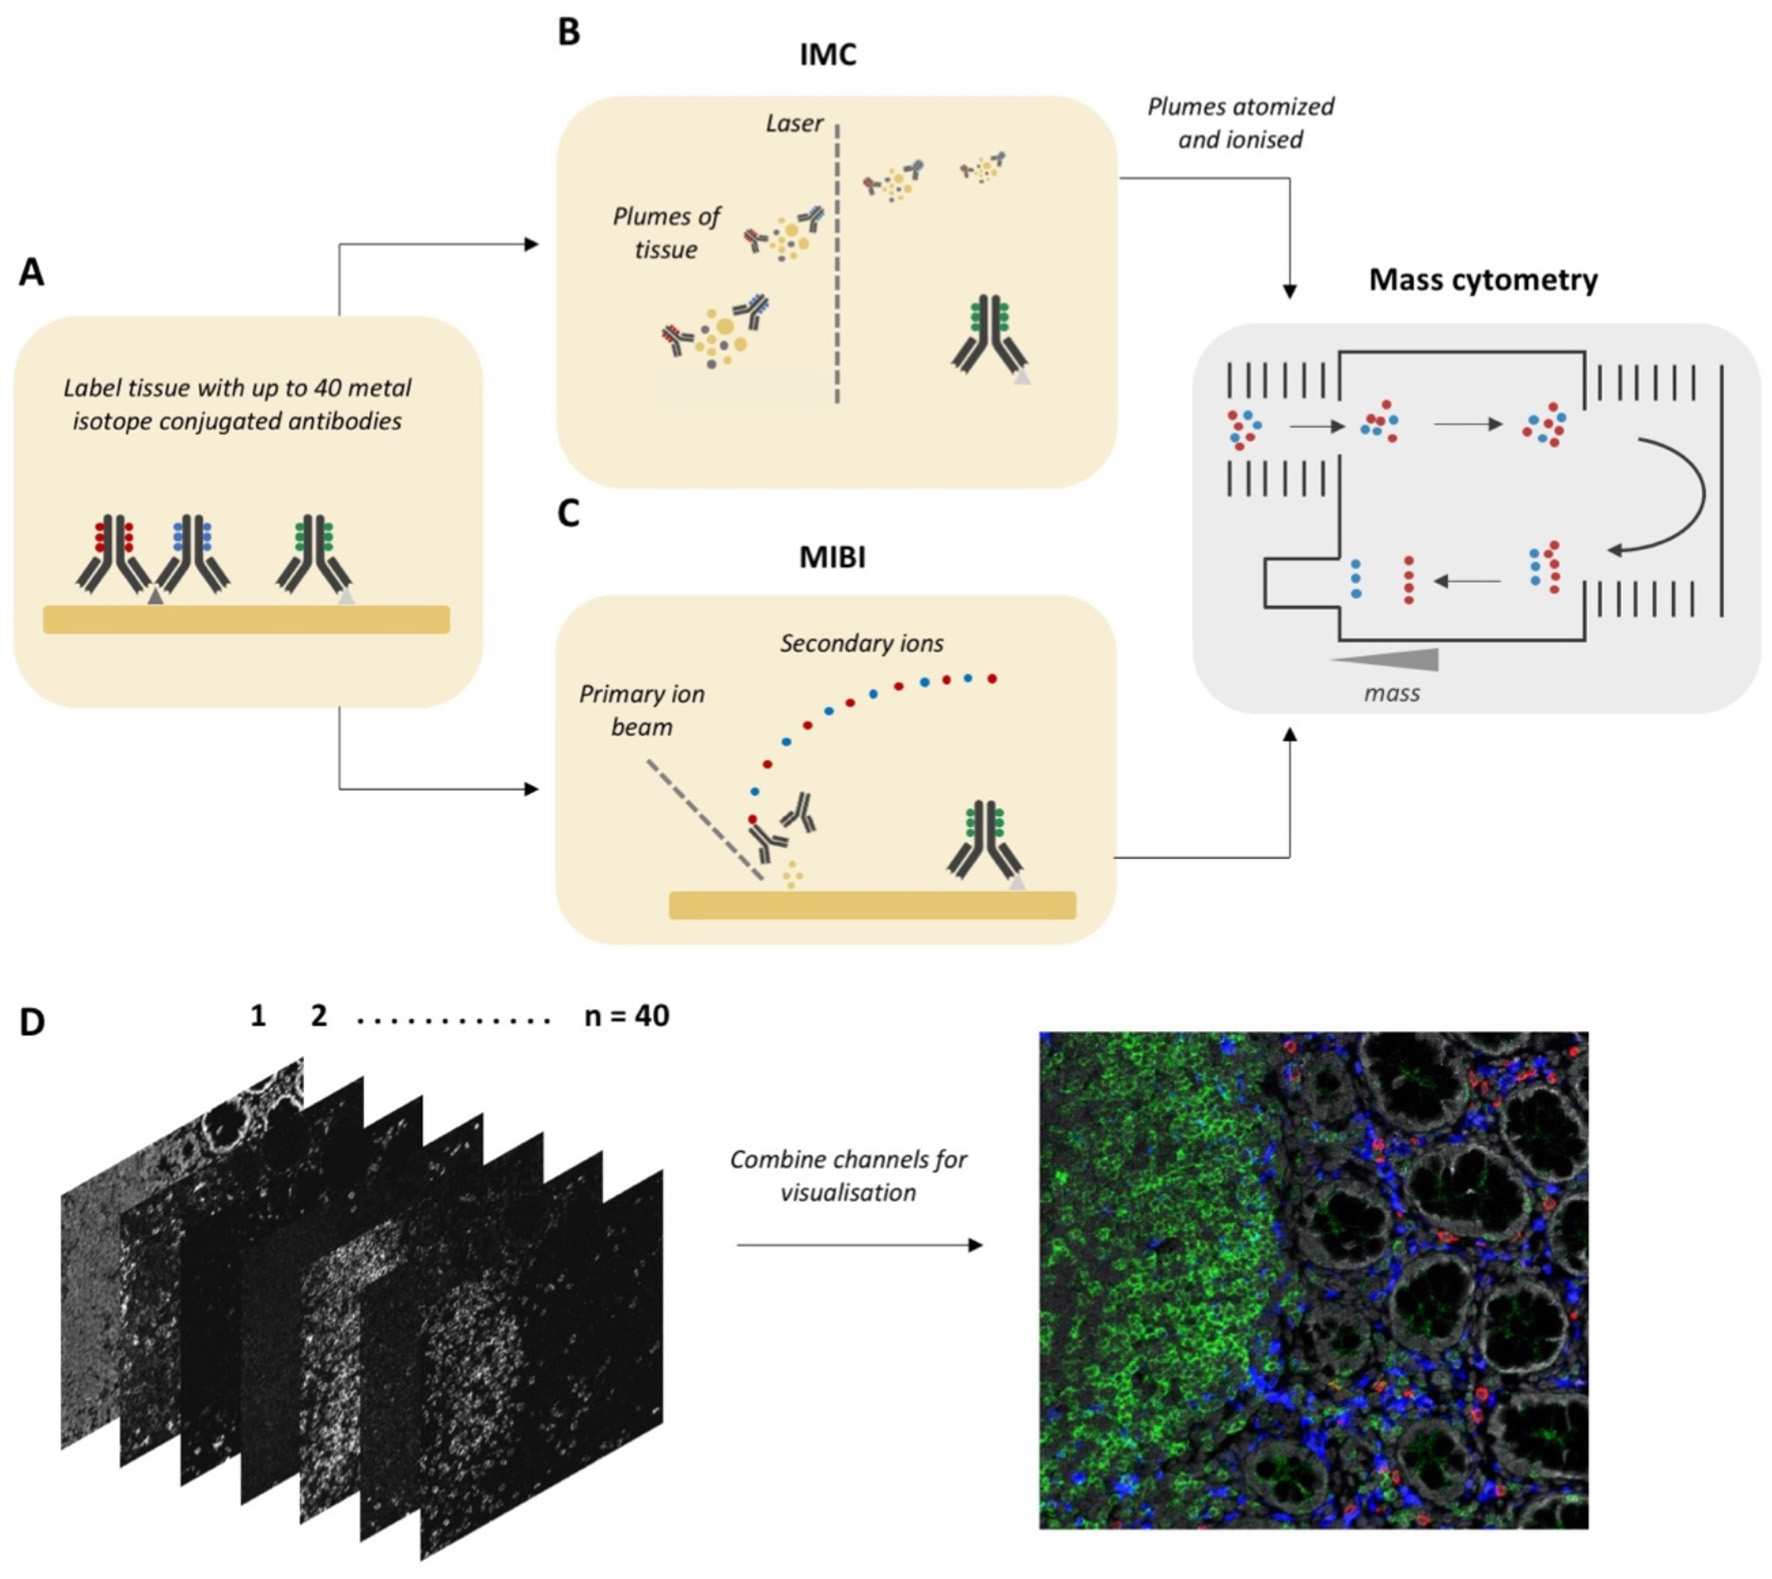 A
Label tissue with up to 40 metal
isotope conjugated antibodies
B
IMC
Laser
Plumes of
tissue
Plumes atomized
and ionised
C
MIBI
Secondary ions
Primary ion
beam
Mass cytometry
mass
D
1 2 ............ n = 40
Combine channels for
visualisation